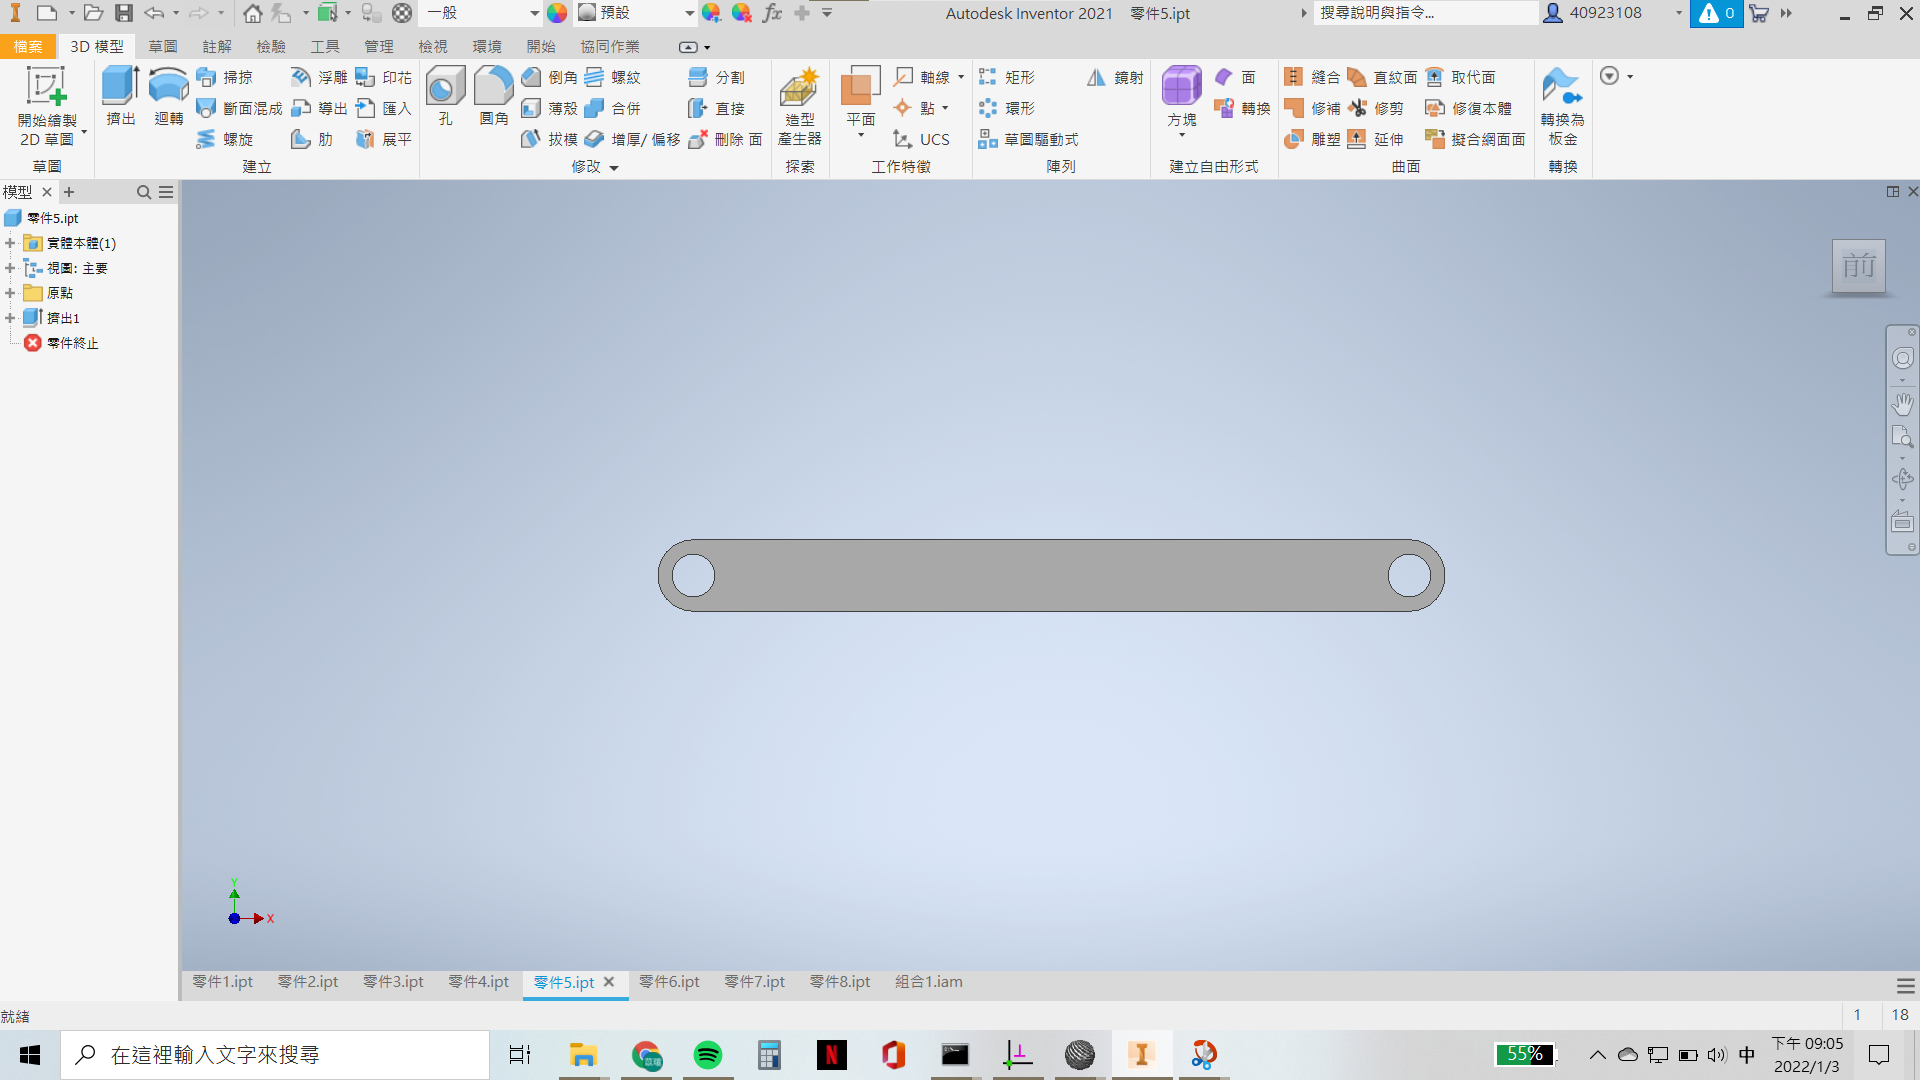 一般
預設
Autodesk Inventor 2021 零件5.ipt
搜尋說明與指令...
40923108
0
檔案 3D 模型 草圖 註解 檢驗 工具 管理 檢視 環境 開始 協同作業
開始繪製
2D 草圖
草圖
擠出
迴轉
掃掠
斷面混成
螺旋
浮雕
導出
肋
印花
匯入
展平
建立
孔
圓角
倒角
薄殼
拔模
螺紋
合併
增厚/ 偏移
分割
直接
刪除 面
修改
造型
產生器
探索
平面
軸線
點
UCS
工作特徵
矩形
環形
草圖驅動式
鏡射
陣列
方塊
面
轉換
建立自由形式
縫合
修補
雕塑
直紋面
修剪
延伸
取代面
修復本體
擬合網面面
曲面
轉換為
板金
轉換
模型
零件5.ipt
實體本體(1)
視圖: 主要
原點
擠出1
零件終止
前
Y
X
零件1.ipt 零件2.ipt 零件3.ipt 零件4.ipt 零件5.ipt 零件6.ipt 零件7.ipt 零件8.ipt 組合1.iam
就緒
1 18
在這裡輸入文字來搜尋
55%
中
下午 09:05
2022/1/3